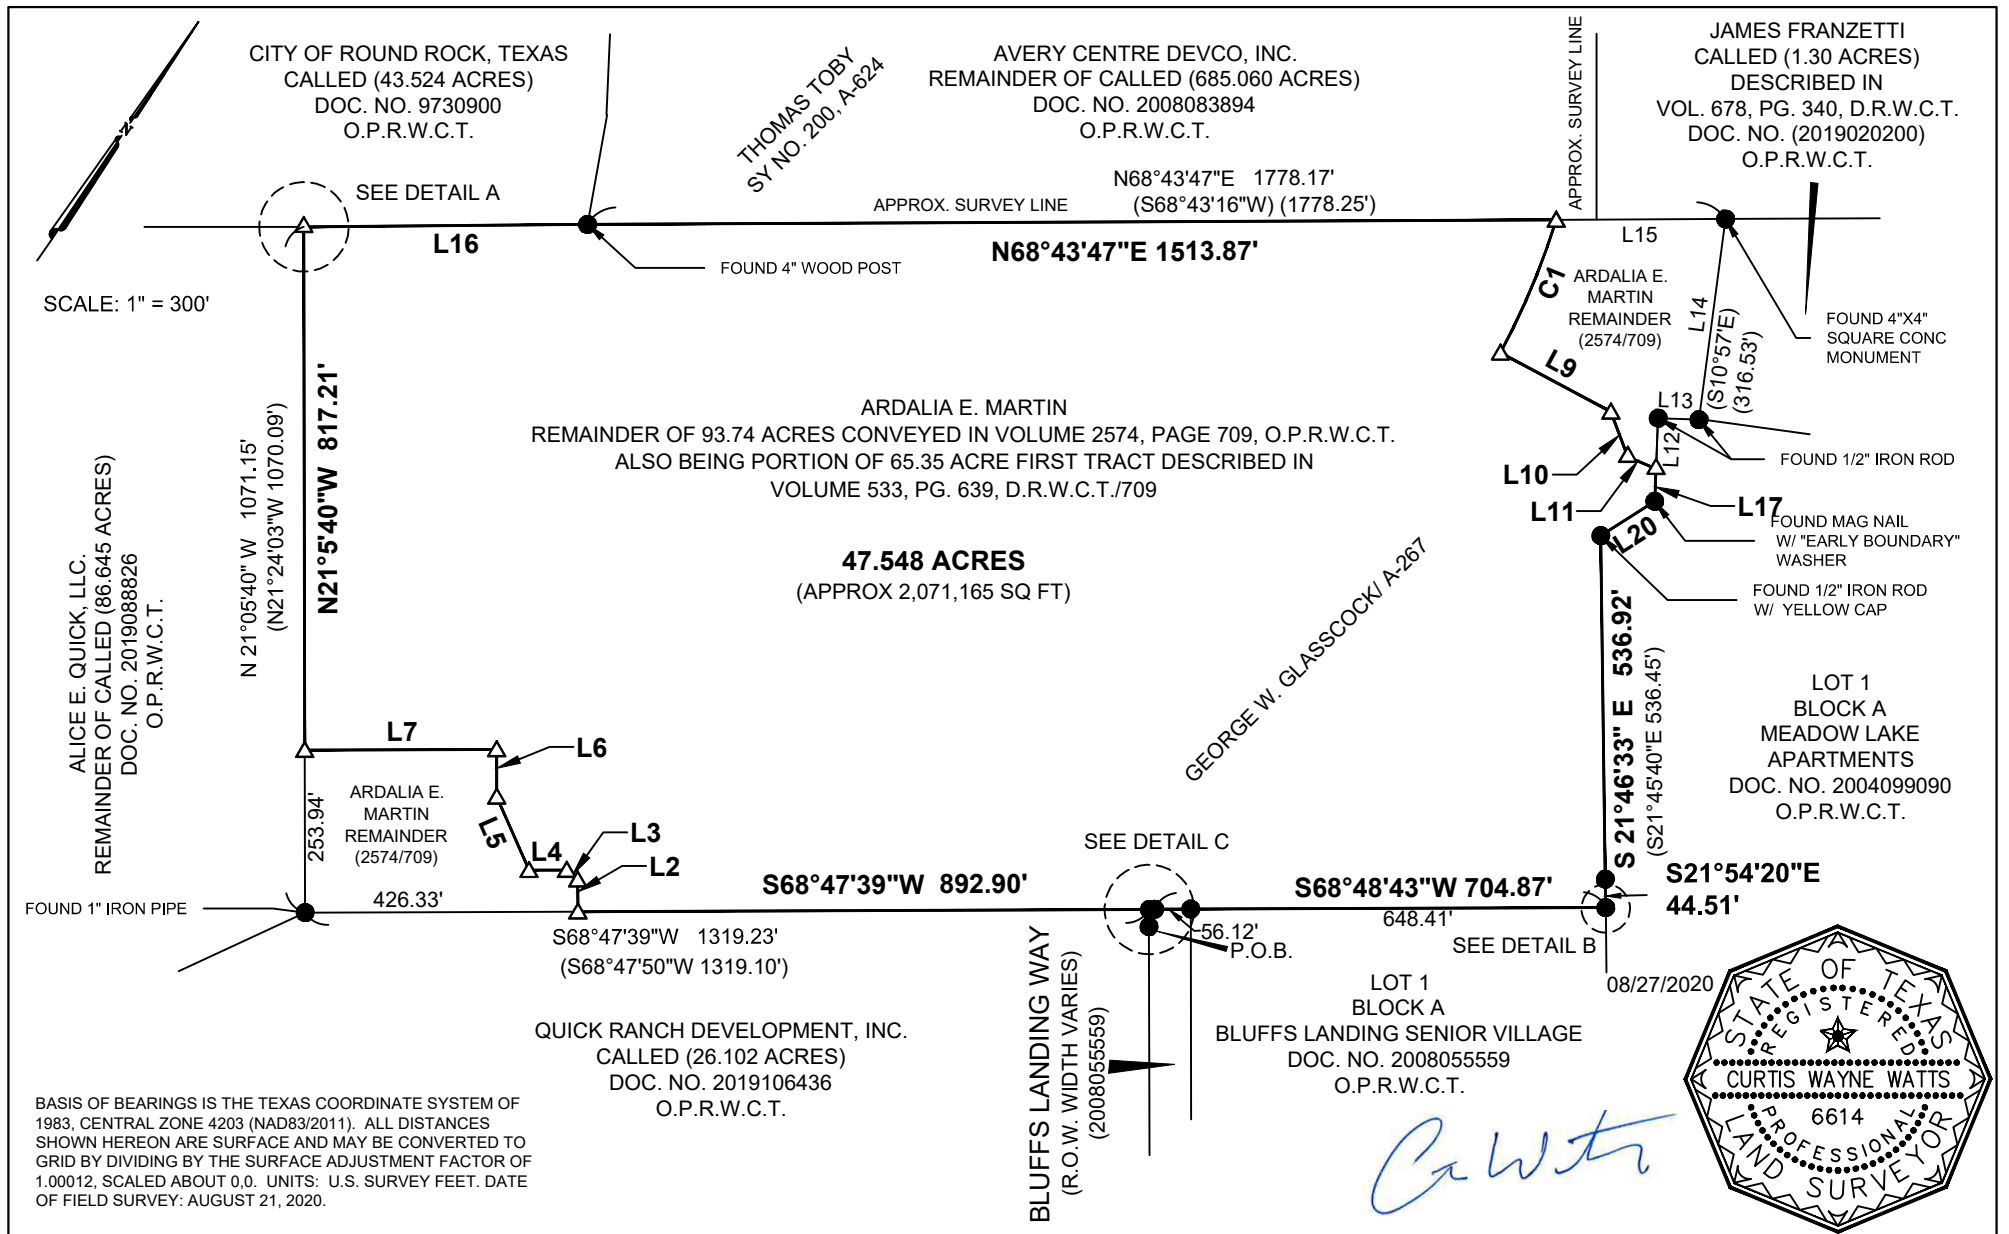 CITY OF ROUND ROCK, TEXAS
CALLED (43.524 ACRES)
DOC. NO. 9730900
O.P.R.W.C.T.
THOMAS TOBY
SY NO. 200, A-624
AVERY CENTRE DEVCO, INC.
REMAINDER OF CALLED (685.060 ACRES)
DOC. NO. 2008083894
O.P.R.W.C.T.
APPROX. SURVEY LINE
JAMES FRANZETTI
CALLED (1.30 ACRES)
DESCRIBED IN
VOL. 678, PG. 340, D.R.W.C.T.
DOC. NO. (2019020200)
O.P.R.W.C.T.
N
SEE DETAIL A
N68°43'47"E 1778.17'
(S68°43'16"W) (1778.25')
APPROX. SURVEY LINE
L16
N68°43'47"E 1513.87'
L15
FOUND 4" WOOD POST
SCALE: 1" = 300'
C1
ARDALIA E.
MARTIN
REMAINDER
(2574/709)
L14
(S10°57'E)
(316.53')
FOUND 4"X4"
SQUARE CONC
MONUMENT
L9
L13
L12
FOUND 1/2" IRON ROD
L10
L11
L17
FOUND MAG NAIL
W/ "EARLY BOUNDARY"
WASHER
L20
FOUND 1/2" IRON ROD
W/ YELLOW CAP
N 21°05'40" W 1071.15'
(N21°24'03"W 1070.09')
N21°5'40"W 817.21'
ARDALIA E. MARTIN
REMAINDER OF 93.74 ACRES CONVEYED IN VOLUME 2574, PAGE 709, O.P.R.W.C.T.
ALSO BEING PORTION OF 65.35 ACRE FIRST TRACT DESCRIBED IN
VOLUME 533, PG. 639, D.R.W.C.T./709
47.548 ACRES
(APPROX 2,071,165 SQ FT)
GEORGE W. GLASSCOCK/ A-267
ALICE E. QUICK, LLC.
REMAINDER OF CALLED (86.645 ACRES)
DOC. NO. 2019088826
O.P.R.W.C.T.
S 21°46'33" E 536.92'
(S21°45'40"E 536.45')
LOT 1
BLOCK A
MEADOW LAKE
APARTMENTS
DOC. NO. 2004099090
O.P.R.W.C.T.
L7
L6
253.94'
ARDALIA E.
MARTIN
REMAINDER
(2574/709)
L5
L4
L3
L2
FOUND 1" IRON PIPE
426.33'
S68°47'39"W 892.90'
SEE DETAIL C
S68°48'43"W 704.87'
648.41'
S21°54'20"E
44.51'
S68°47'39"W 1319.23'
(S68°47'50"W 1319.10')
56.12'
P.O.B.
SEE DETAIL B
08/27/2020
BLUFFS LANDING WAY
(R.O.W. WIDTH VARIES)
(2008055559)
LOT 1
BLOCK A
BLUFFS LANDING SENIOR VILLAGE
DOC. NO. 2008055559
O.P.R.W.C.T.
QUICK RANCH DEVELOPMENT, INC.
CALLED (26.102 ACRES)
DOC. NO. 2019106436
O.P.R.W.C.T.
BASIS OF BEARINGS IS THE TEXAS COORDINATE SYSTEM OF
1983, CENTRAL ZONE 4203 (NAD83/2011). ALL DISTANCES
SHOWN HEREON ARE SURFACE AND MAY BE CONVERTED TO
GRID BY DIVIDING BY THE SURFACE ADJUSTMENT FACTOR OF
1.00012, SCALED ABOUT 0,0. UNITS: U.S. SURVEY FEET. DATE
OF FIELD SURVEY: AUGUST 21, 2020.
STATE OF TEXAS
REGISTERED
CURTIS WAYNE WATTS
6614
PROFESSIONAL
LAND SURVEYOR